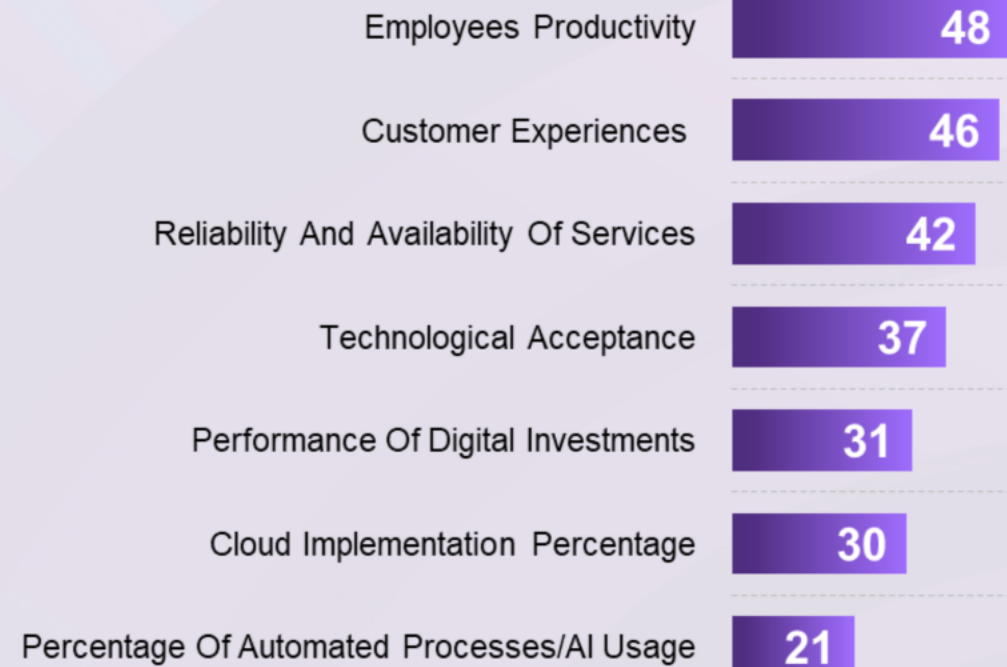 Employees Productivity 48
Customer Experiences 46
Reliability And Availability Of Services 42
Technological Acceptance 37
Performance Of Digital Investments 31
Cloud Implementation Percentage 30
Percentage Of Automated Processes/AI Usage 21